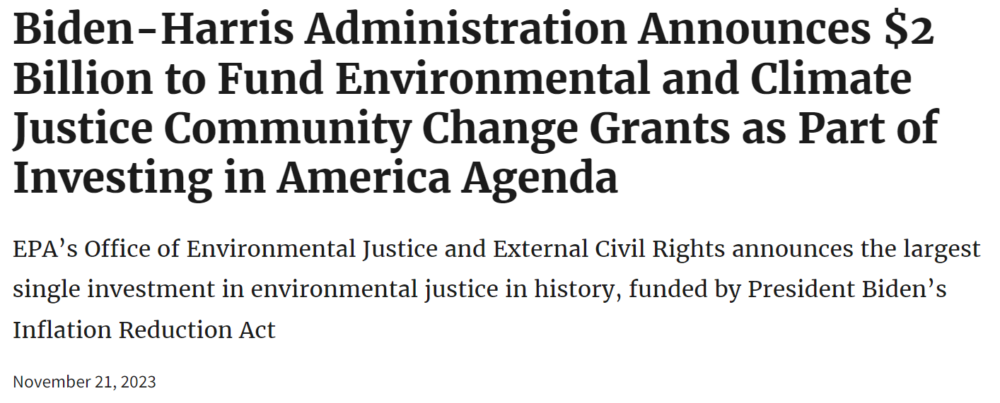 Biden-Harris Administration Announces $2
Billion to Fund Environmental and Climate
Justice Community Change Grants as Part of
Investing in America Agenda
EPA’s Office of Environmental Justice and External Civil Rights announces the largest
single investment in environmental justice in history, funded by President Biden’s
Inflation Reduction Act
November 21, 2023